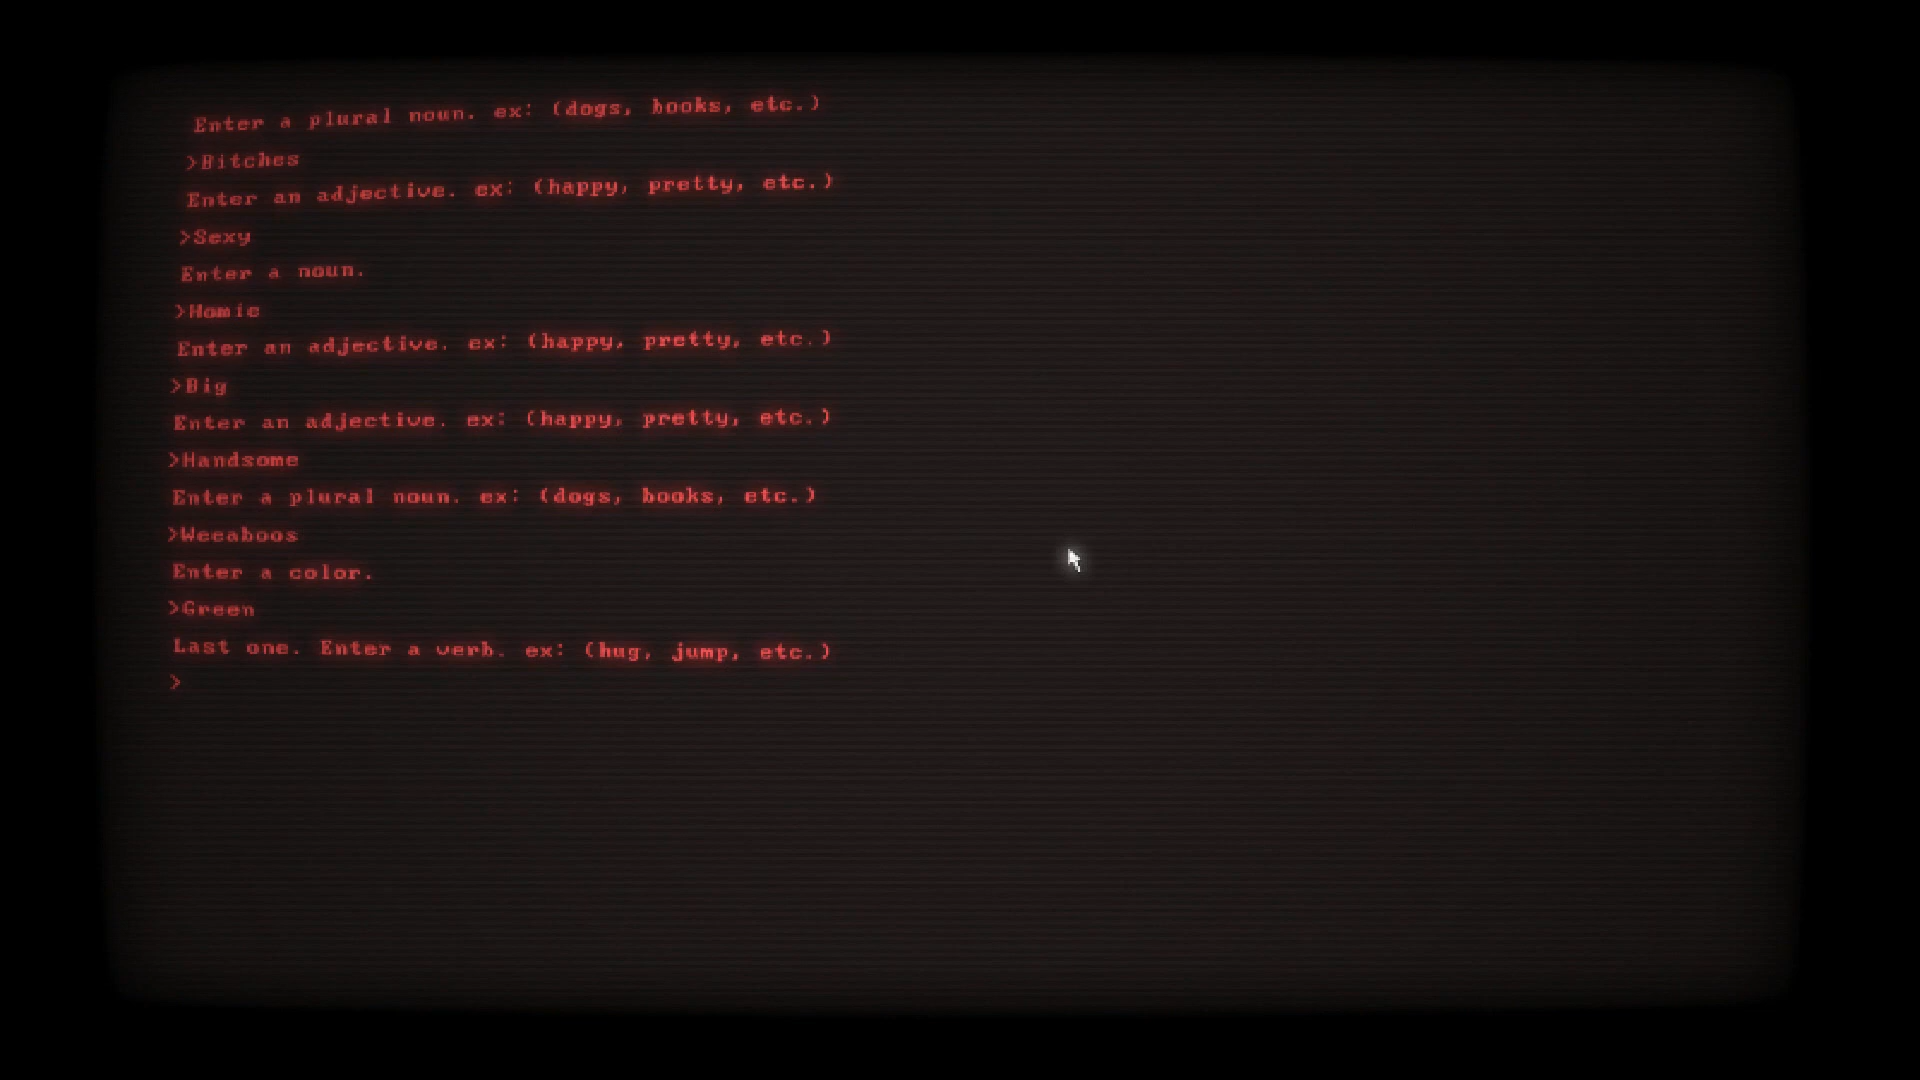 Enter a plural noun. ex: (dogs, books, etc.)
>Bitches
Enter an adjective. ex: (happy, pretty, etc.)
>Sexy
Enter a noun.
>Homie
Enter an adjective. ex: (happy, pretty, etc.)
>Big
Enter an adjective. ex: (happy, pretty, etc.)
>Handsome
Enter a plural noun. ex: (dogs, books, etc.)
>Weeaboos
Enter a color.
>Green
Last one. Enter a verb. ex: (hug, jump, etc.)
>